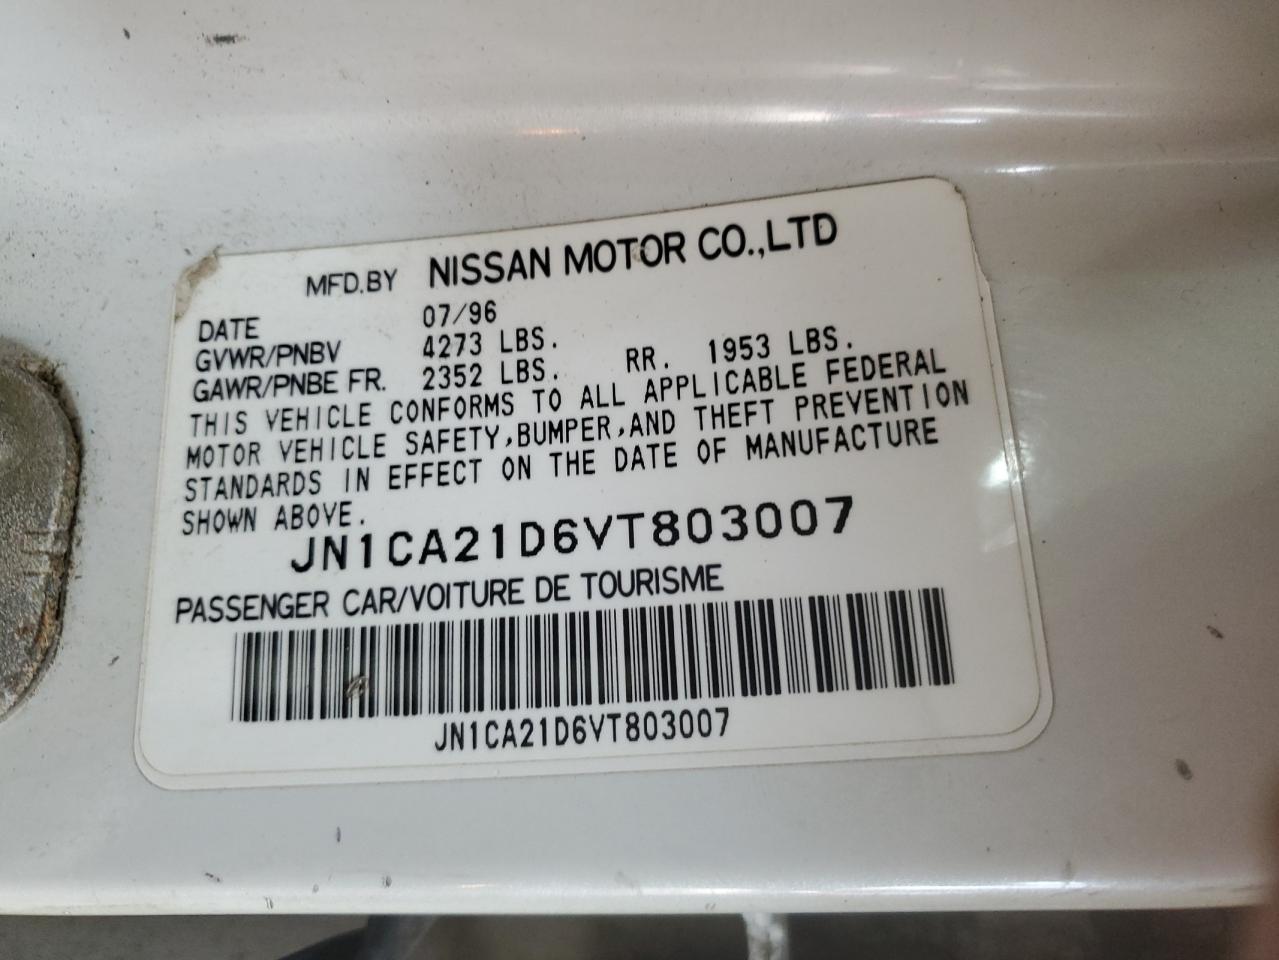 MFD.BY NISSAN MOTOR CO.,LTD
DATE 07/96
GVWR/PNBV 4273 LBS.
GAWR/PNBE FR. 2352 LBS. RR. 1953 LBS.
THIS VEHICLE CONFORMS TO ALL APPLICABLE FEDERAL
MOTOR VEHICLE SAFETY,BUMPER,AND THEFT PREVENTION
STANDARDS IN EFFECT ON THE DATE OF MANUFACTURE
SHOWN ABOVE.
JN1CA21D6VT803007
PASSENGER CAR/VOITURE DE TOURISME
JN1CA21D6VT803007